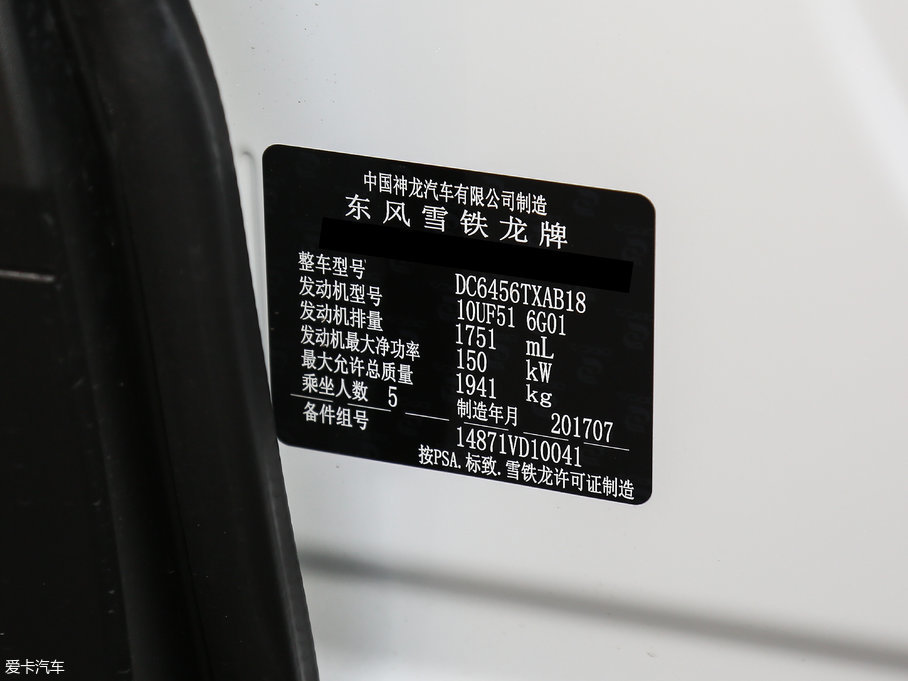 中国神龙汽车有限公司制造
东风雪铁龙牌
整车型号 DC6456TXAB18
发动机型号 10UF51 6G01
发动机排量 1751 mL
发动机最大净功率 150 kW
最大允许总质量 1941 kg
乘坐人数 5 制造年月 201707
备件组号 14871VD10041
按PSA.标致.雪铁龙许可证制造
爱卡汽车